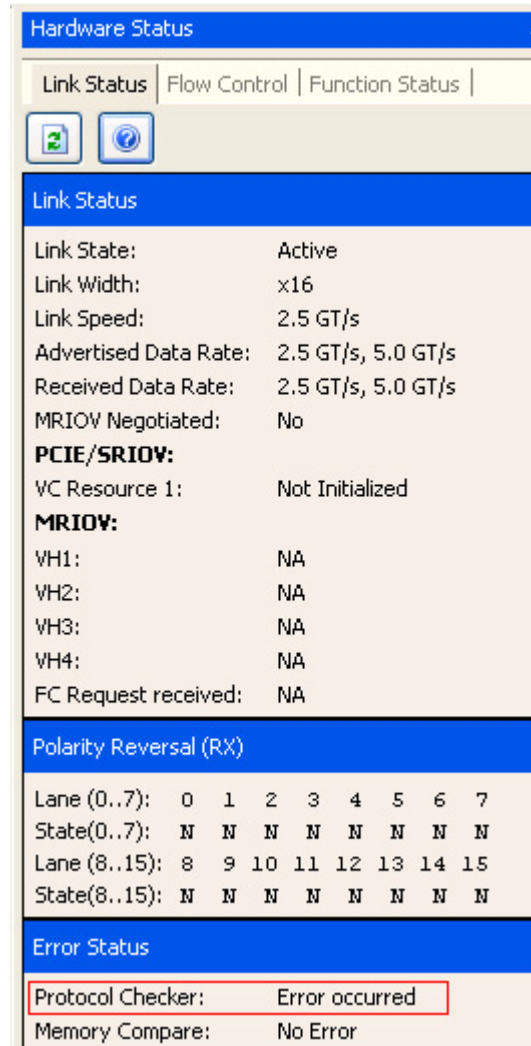 Hardware Status
Link Status Flow Control Function Status
Link Status
Link State: Active
Link Width: x16
Link Speed: 2.5 GT/s
Advertised Data Rate: 2.5 GT/s, 5.0 GT/s
Received Data Rate: 2.5 GT/s, 5.0 GT/s
MRIOV Negotiated: No
PCIE/SRIOV:
VC Resource 1: Not Initialized
MRIOV:
VH1: NA
VH2: NA
VH3: NA
VH4: NA
FC Request received: NA
Polarity Reversal (RX)
Lane (0..7): 0 1 2 3 4 5 6 7
State(0..7): N N N N N N N N
Lane (8..15): 8 9 10 11 12 13 14 15
State(8..15): N N N N N N N N
Error Status
Protocol Checker: Error occurred
Memory Compare: No Error